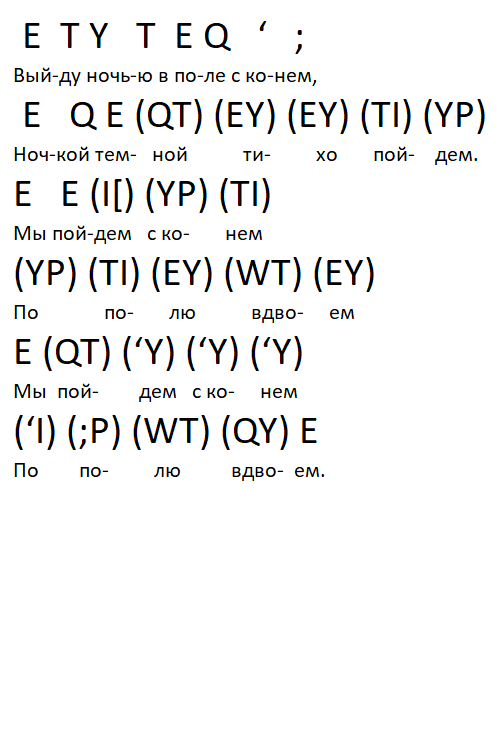 E T Y T E Q ‘ ;
Вый-ду ночь-ю в по-ле с ко-нем,
E Q E (QT) (EY) (EY) (TI) (YP)
Ноч-кой тем- ной ти- хо пой- дем.
E E (I[) (YP) (TI)
Мы пой-дем с ко- нем
(YP) (TI) (EY) (WT) (EY)
По по- лю вдво- ем
E (QT) (‘Y) (‘Y) (‘Y)
Мы пой- дем с ко- нем
(‘I) (;P) (WT) (QY) E
По по- лю вдво- ем.